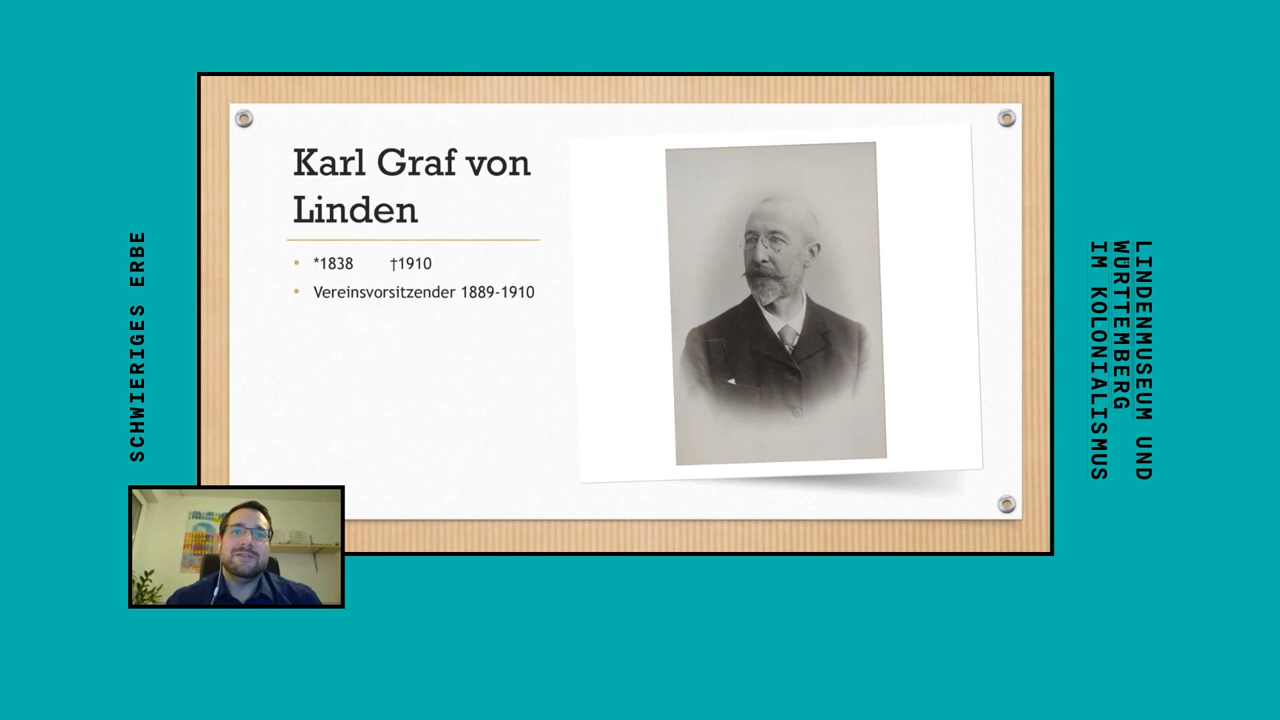 SCHWIERIGES ERBE
Karl Graf von
Linden
*1838 †1910
Vereinsvorsitzender 1889-1910
LINDENMUSEUM UND
WÜRTTEMBERG
IM KOLONIALISMUS